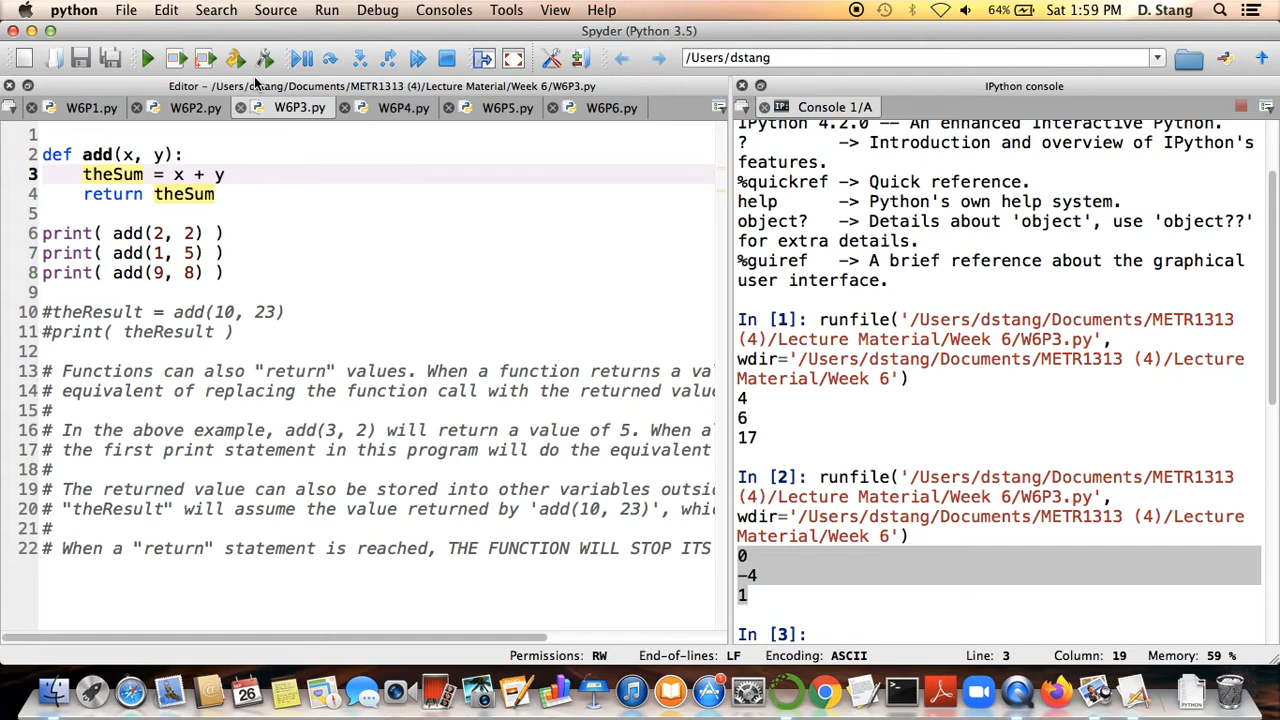 python File Edit Search Source Run Debug Consoles Tools View Help 64% Sat 1:59 PM D. Stang
Spyder (Python 3.5)
/Users/dstang
Editor - /Users/dstang/Documents/METR1313 (4)/Lecture Material/Week 6/W6P3.py
W6P1.py W6P2.py W6P3.py W6P4.py W6P5.py W6P6.py
1
2 def add(x, y):
3 theSum = x + y
4 return theSum
5
6 print( add(2, 2) )
7 print( add(1, 5) )
8 print( add(9, 8) )
9
10 #theResult = add(10, 23)
11 #print( theResult )
12
13 # Functions can also "return" values. When a function returns a va
14 # equivalent of replacing the function call with the returned value
15 #
16 # In the above example, add(3, 2) will return a value of 5. When a
17 # the first print statement in this program will do the equivalent
18 #
19 # The returned value can also be stored into other variables outsi
20 # "theResult" will assume the value returned by 'add(10, 23)', whi
21 #
22 # When a "return" statement is reached, THE FUNCTION WILL STOP ITS
IPython console
IP: Console 1/A
IPython 4.2.0 -- An enhanced Interactive Python.
? -> Introduction and overview of IPython's
features.
%quickref -> Quick reference.
help -> Python's own help system.
object? -> Details about 'object', use 'object??'
for extra details.
%guiref -> A brief reference about the graphical
user interface.
In [1]: runfile('/Users/dstang/Documents/METR1313
(4)/Lecture Material/Week 6/W6P3.py',
wdir='/Users/dstang/Documents/METR1313 (4)/Lecture
Material/Week 6')
4
6
17
In [2]: runfile('/Users/dstang/Documents/METR1313
(4)/Lecture Material/Week 6/W6P3.py',
wdir='/Users/dstang/Documents/METR1313 (4)/Lecture
Material/Week 6')
0
-4
1
In [3]:
Permissions: RW End-of-lines: LF Encoding: ASCII Line: 3 Column: 19 Memory: 59 %
26